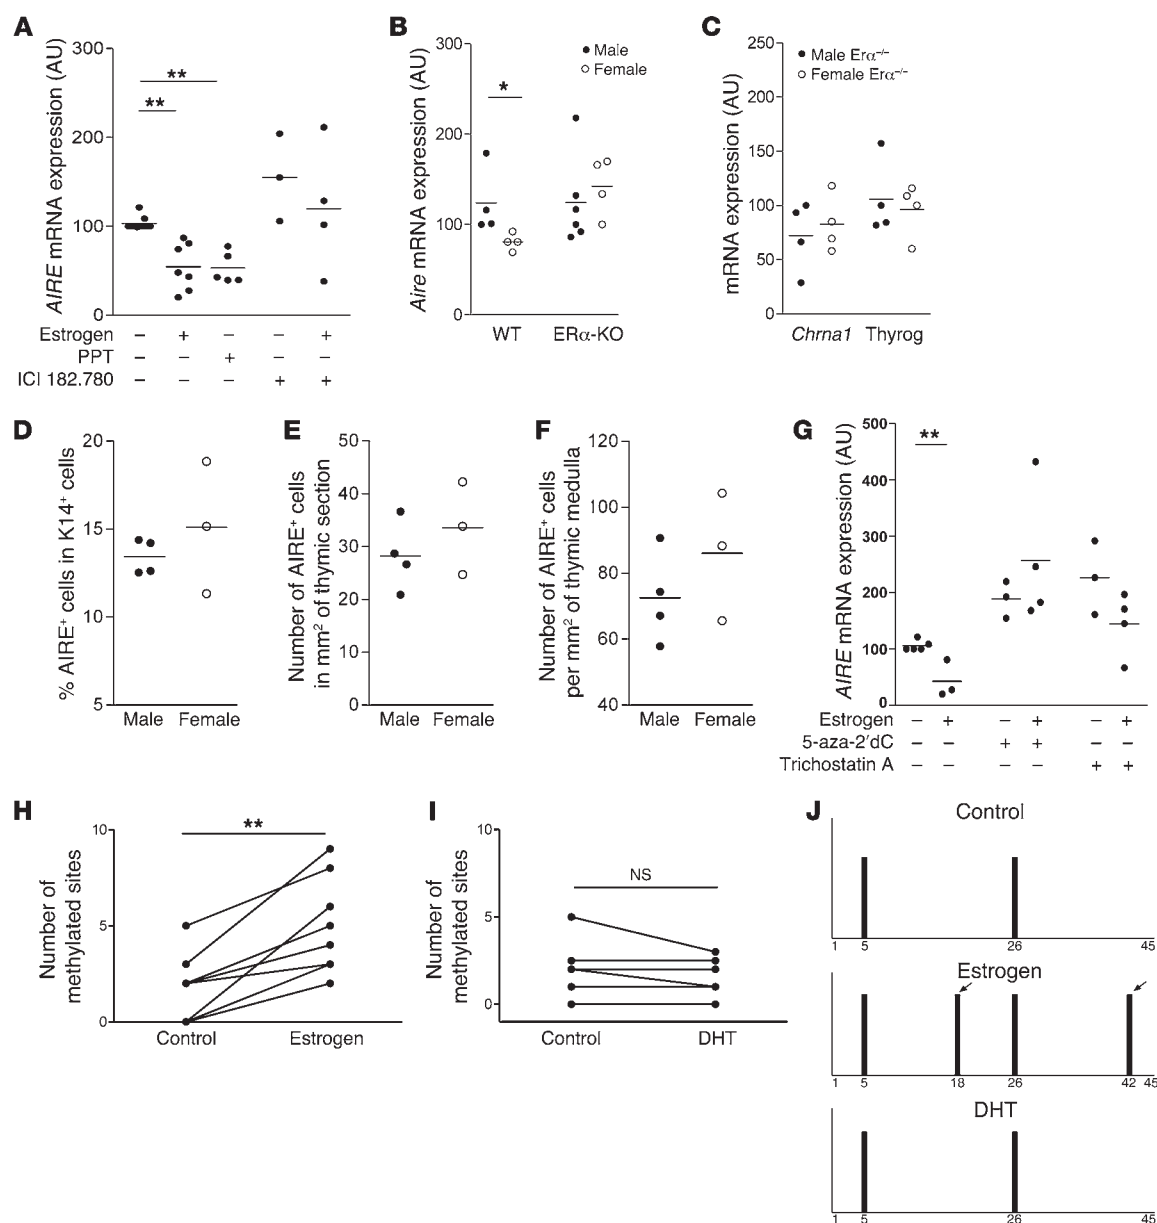 A
AIRE mRNA expression (AU)
300
200
100
0
**
**
Estrogen – + – – +
PPT – – + – –
ICI 182.780 – – – + +
B
Aire mRNA expression (AU)
300
200
100
0
Male
Female
*
WT ERα-KO
C
mRNA expression (AU)
250
200
150
100
50
0
Male Erα–/–
Female Erα–/–
Chrna1 Thyrog
D
% AIRE+ cells in K14+ cells
20
15
10
5
Male Female
E
Number of AIRE+ cells
in mm2 of thymic section
50
40
30
20
10
0
Male Female
F
Number of AIRE+ cells
per mm2 of thymic medulla
120
100
80
60
40
Male Female
G
AIRE mRNA expression (AU)
500
400
300
200
100
0
**
Estrogen – + – + – +
5-aza-2'dC – – + + – –
Trichostatin A – – – – + +
H
Number of
methylated sites
10
5
0
**
Control Estrogen
I
Number of
methylated sites
10
5
0
NS
Control DHT
J
Control
1 5 26 45
Estrogen
1 5 18 26 42 45
DHT
1 5 26 45